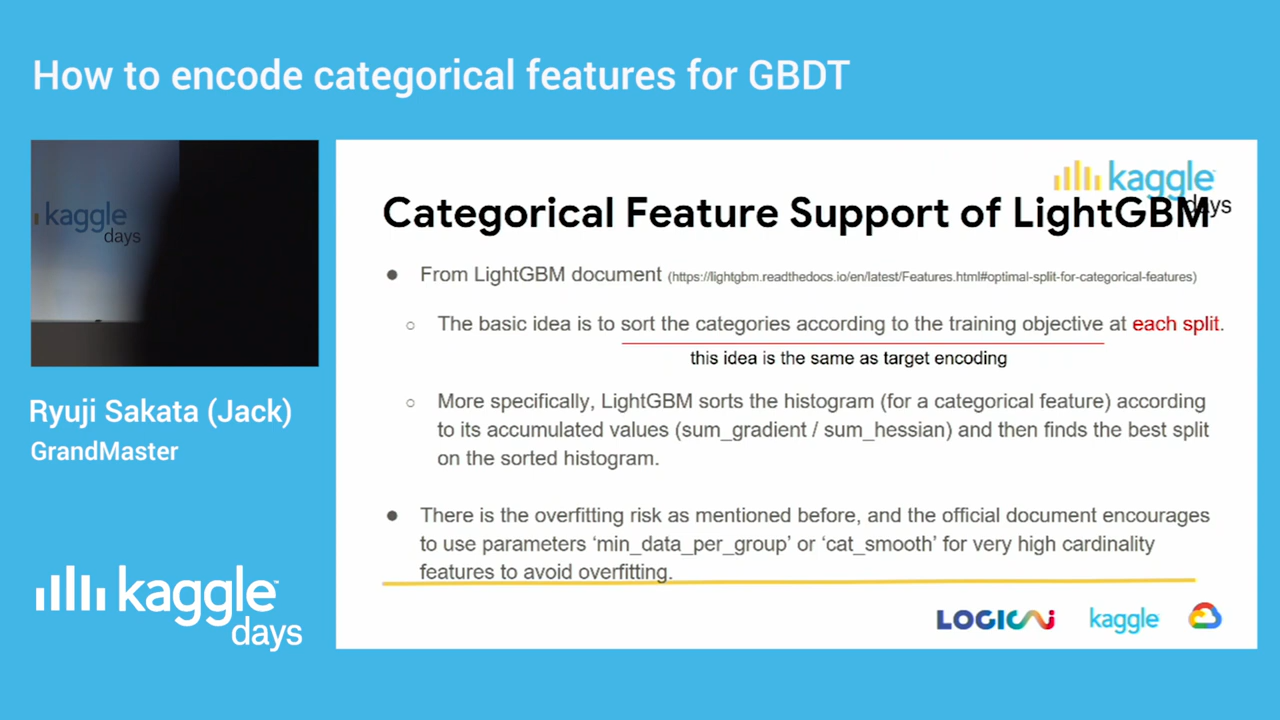 How to encode categorical features for GBDT
kaggle
days
Ryuji Sakata (Jack)
GrandMaster
kaggle
days
kaggle
days
Categorical Feature Support of LightGBM
● From LightGBM document (https://lightgbm.readthedocs.io/en/latest/Features.html#optimal-split-for-categorical-features)
○ The basic idea is to sort the categories according to the training objective at each split.
this idea is the same as target encoding
○ More specifically, LightGBM sorts the histogram (for a categorical feature) according
to its accumulated values (sum_gradient / sum_hessian) and then finds the best split
on the sorted histogram.
● There is the overfitting risk as mentioned before, and the official document encourages
to use parameters ‘min_data_per_group’ or ‘cat_smooth’ for very high cardinality
features to avoid overfitting.
LOGICAI kaggle